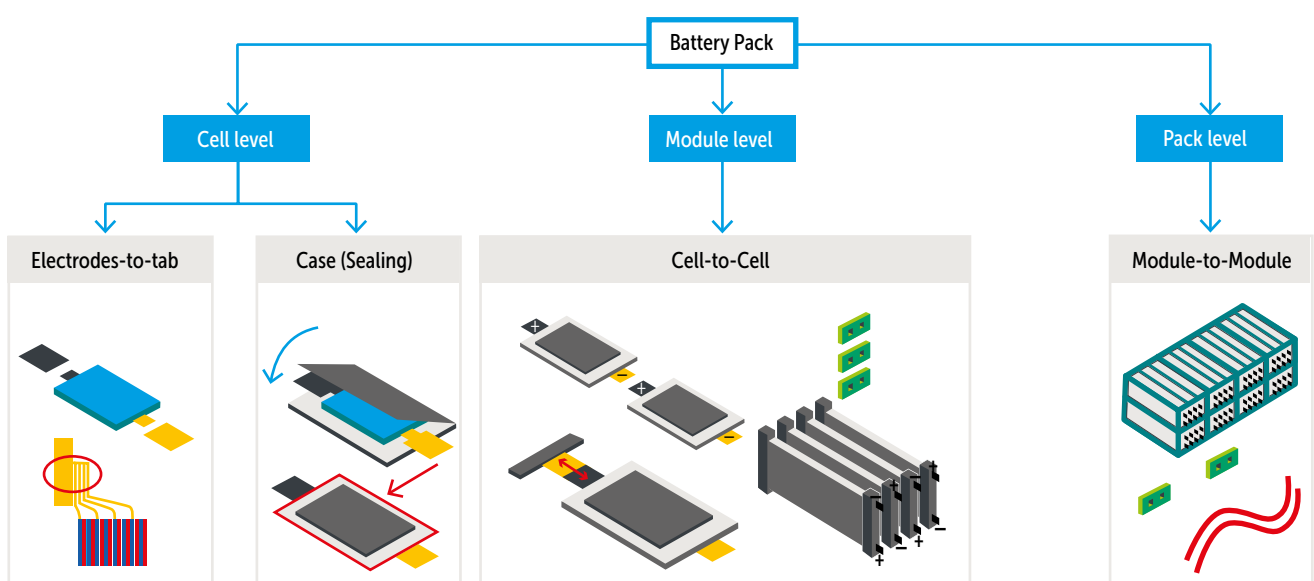 Battery Pack
Cell level
Module level
Pack level
Electrodes-to-tab
Case (Sealing)
Cell-to-Cell
Module-to-Module
+
−
+
−
− + − +
+ − + −